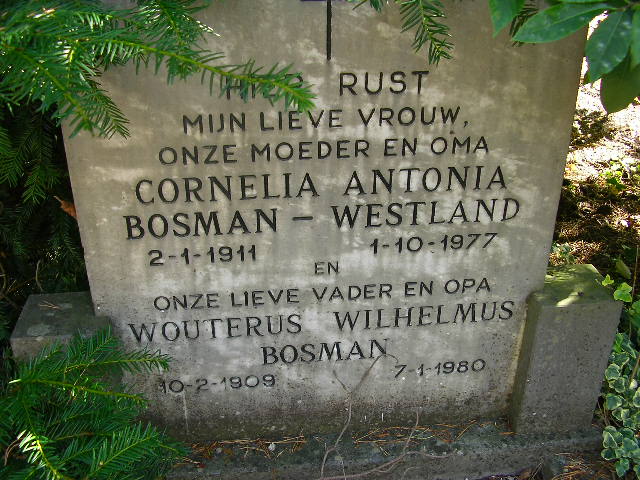 HIER RUST
MIJN LIEVE VROUW,
ONZE MOEDER EN OMA
CORNELIA ANTONIA
BOSMAN – WESTLAND
2-1-1911 1-10-1977
EN
ONZE LIEVE VADER EN OPA
WOUTERUS WILHELMUS
BOSMAN
10-2-1909 7-1-1980